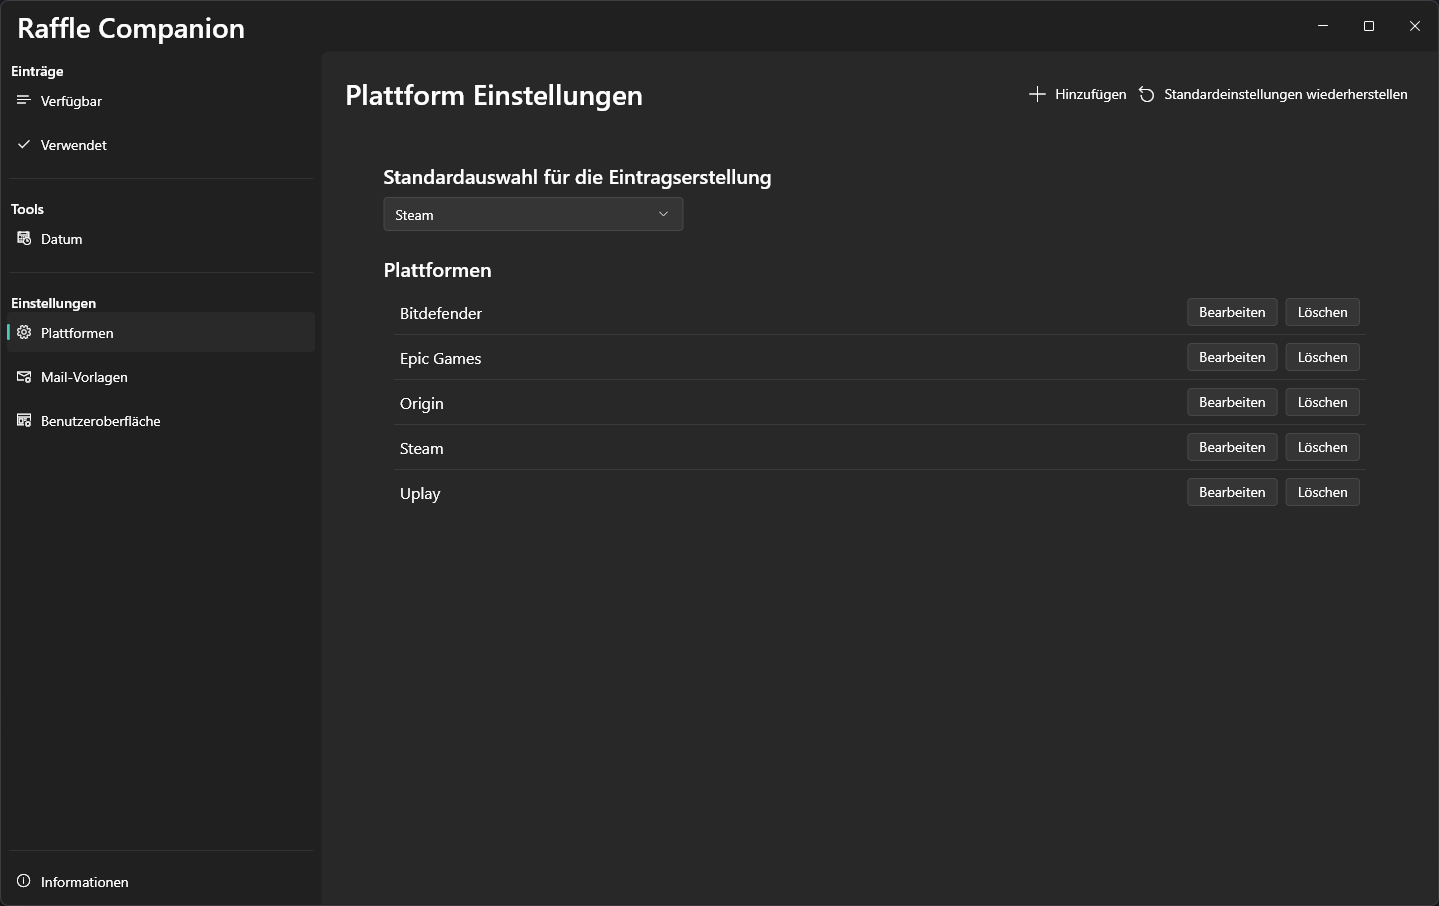 Raffle Companion
Einträge
Verfügbar
Verwendet
Tools
Datum
Einstellungen
Plattformen
Mail-Vorlagen
Benutzeroberfläche
Informationen
Plattform Einstellungen
Hinzufügen Standardeinstellungen wiederherstellen
Standardauswahl für die Eintragserstellung
Steam
Plattformen
Bitdefender Bearbeiten Löschen
Epic Games Bearbeiten Löschen
Origin Bearbeiten Löschen
Steam Bearbeiten Löschen
Uplay Bearbeiten Löschen